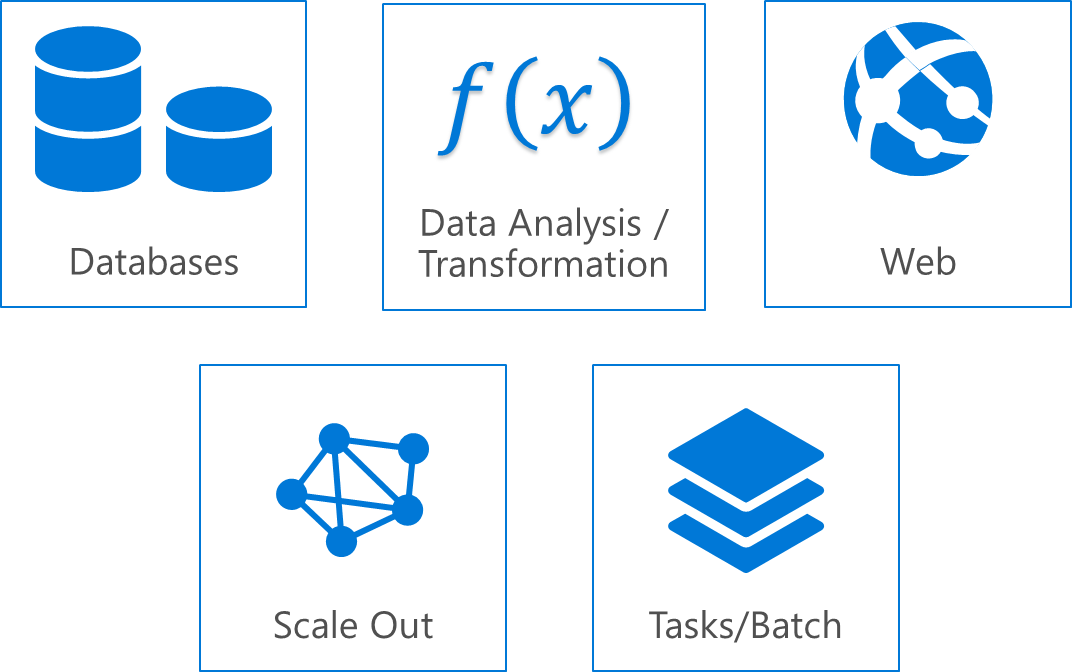 f(x)
Databases
Data Analysis /
Transformation
Web
Scale Out
Tasks/Batch